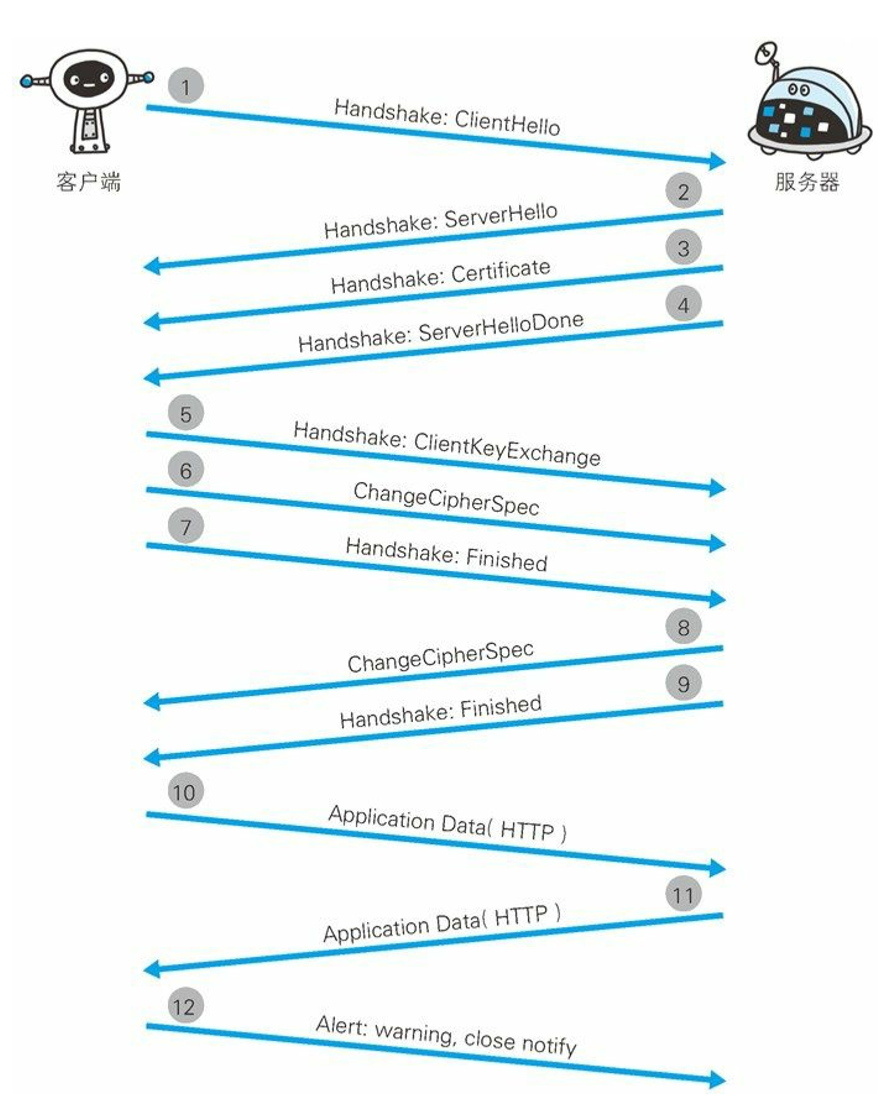 1
Handshake: ClientHello
客户端
服务器
2
Handshake: ServerHello
3
Handshake: Certificate
4
Handshake: ServerHelloDone
5
Handshake: ClientKeyExchange
6
ChangeCipherSpec
7
Handshake: Finished
8
ChangeCipherSpec
9
Handshake: Finished
10
Application Data( HTTP )
11
Application Data( HTTP )
12
Alert: warning, close notify